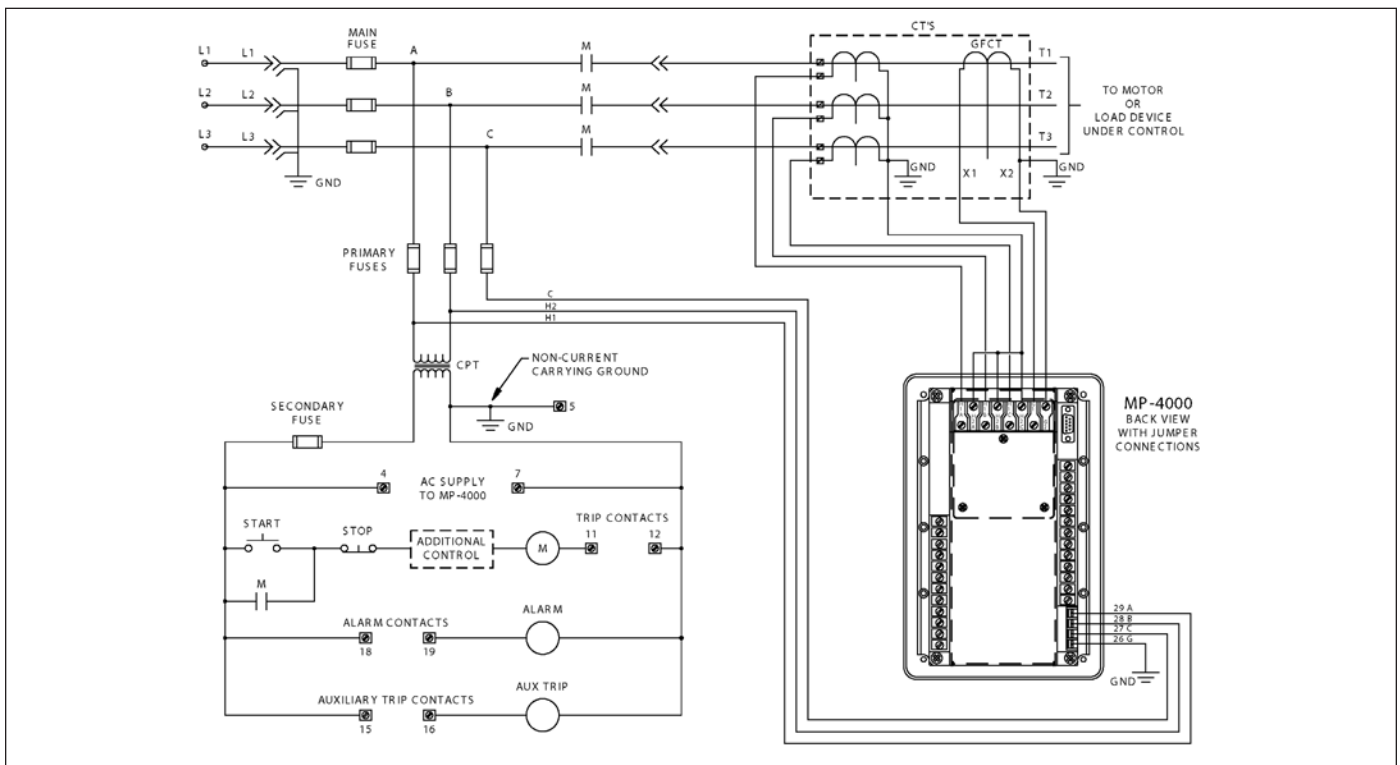 CT'S
MAIN
FUSE
GFCT
L1 L1
A
M
T1
L2 L2
B
M
T2
TO MOTOR
OR
LOAD DEVICE
UNDER CONTROL
L3 L3
C
M
T3
GND
GND
X1 X2
GND
PRIMARY
FUSES
C
H2
H1
CPT
NON-CURRENT
CARRYING GROUND
5
GND
SECONDARY
FUSE
MP-4000
BACK VIEW
WITH JUMPER
CONNECTIONS
4
AC SUPPLY
TO MP-4000
7
START
STOP
ADDITIONAL
CONTROL
M
TRIP CONTACTS
11 12
M
ALARM CONTACTS
18 19
ALARM
AUXILIARY TRIP CONTACTS
15 16
AUX TRIP
29 A
28 B
27 C
26 G
GND